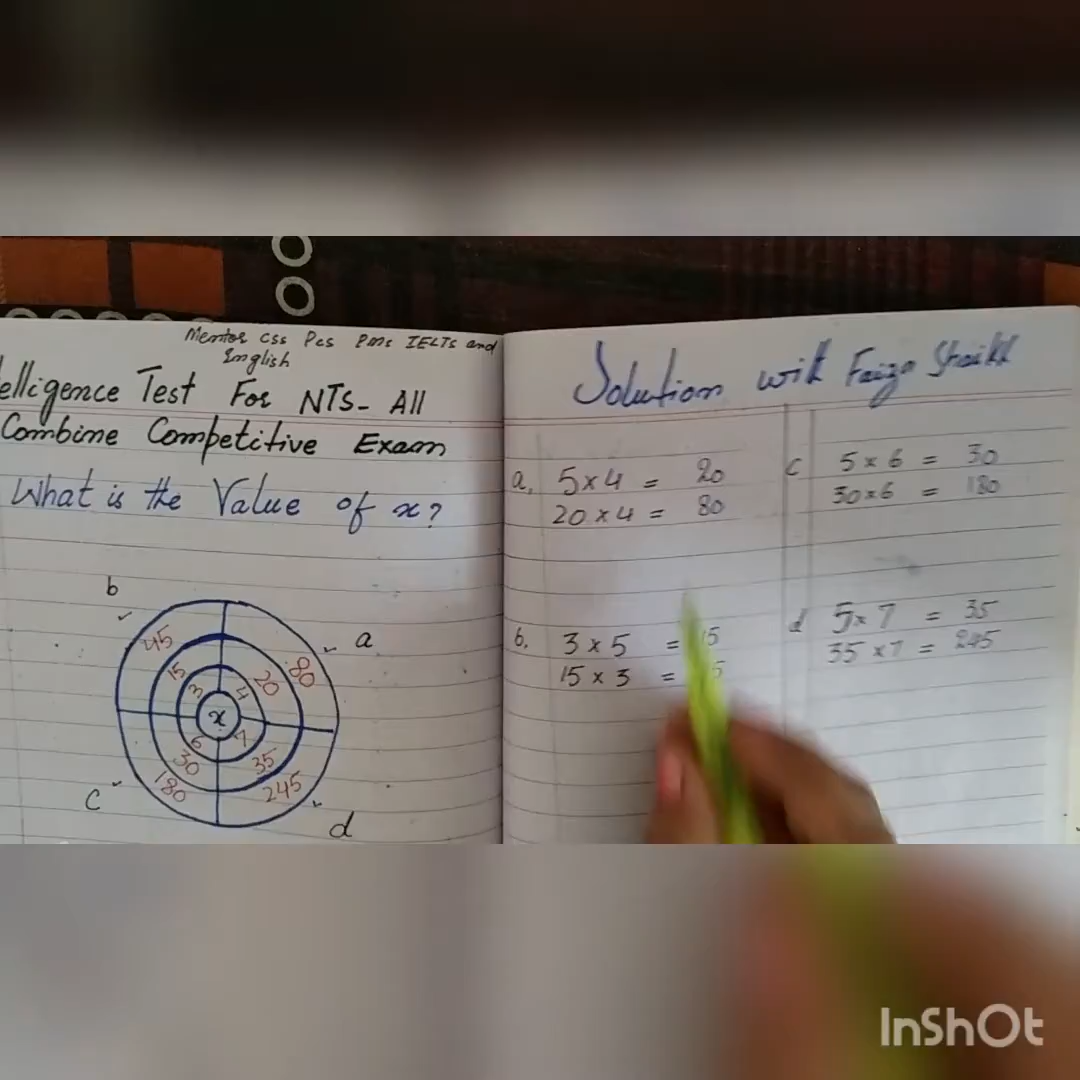 Mentor CSS Pcs PMS IELTS and
English
elligence Test For NTS- All
Combine Competitive Exam
What is the Value of x?
b
a
45
80
15
20
3
4
x
6
7
30
35
180
245
c
d
Solution with Faiza Shaikh
a, 5×4 = 20
20×4 = 80
b. 3×5 = 15
15×3 = 5
c 5×6 = 30
30×6 = 180
d 5×7 = 35
35×7 = 245
InShOt